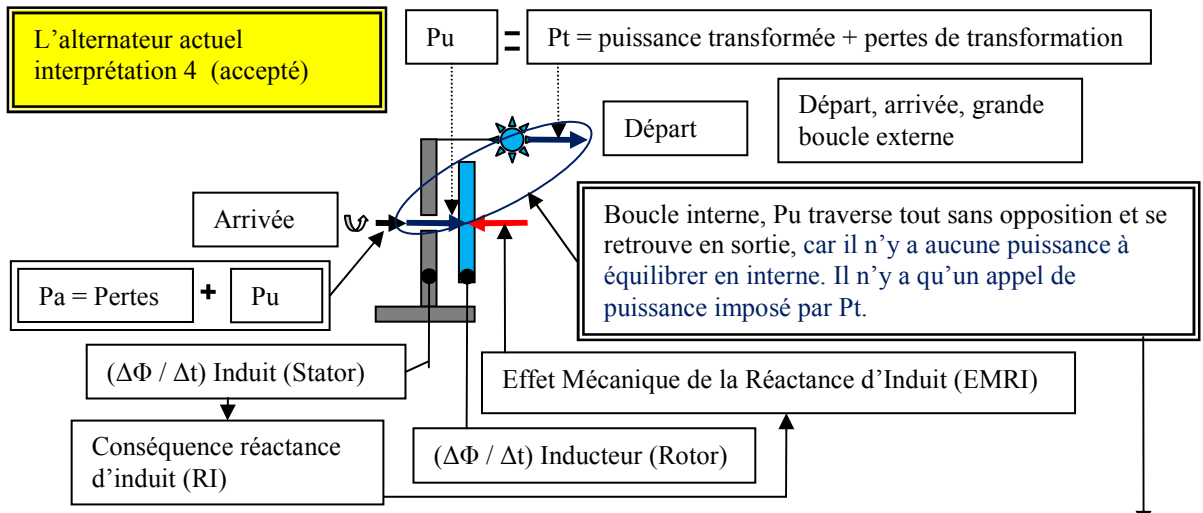 L'alternateur actuel
interprétation 4 (accepté)
Pu = Pt = puissance transformée + pertes de transformation
Départ
Départ, arrivée, grande
boucle externe
Arrivée
Pa = Pertes + Pu
Boucle interne, Pu traverse tout sans opposition et se
retrouve en sortie, car il n'y a aucune puissance à
équilibrer en interne. Il n'y a qu'un appel de
puissance imposé par Pt.
(ΔΦ / Δt) Induit (Stator)
Effet Mécanique de la Réactance d'Induit (EMRI)
Conséquence réactance
d'induit (RI)
(ΔΦ / Δt) Inducteur (Rotor)